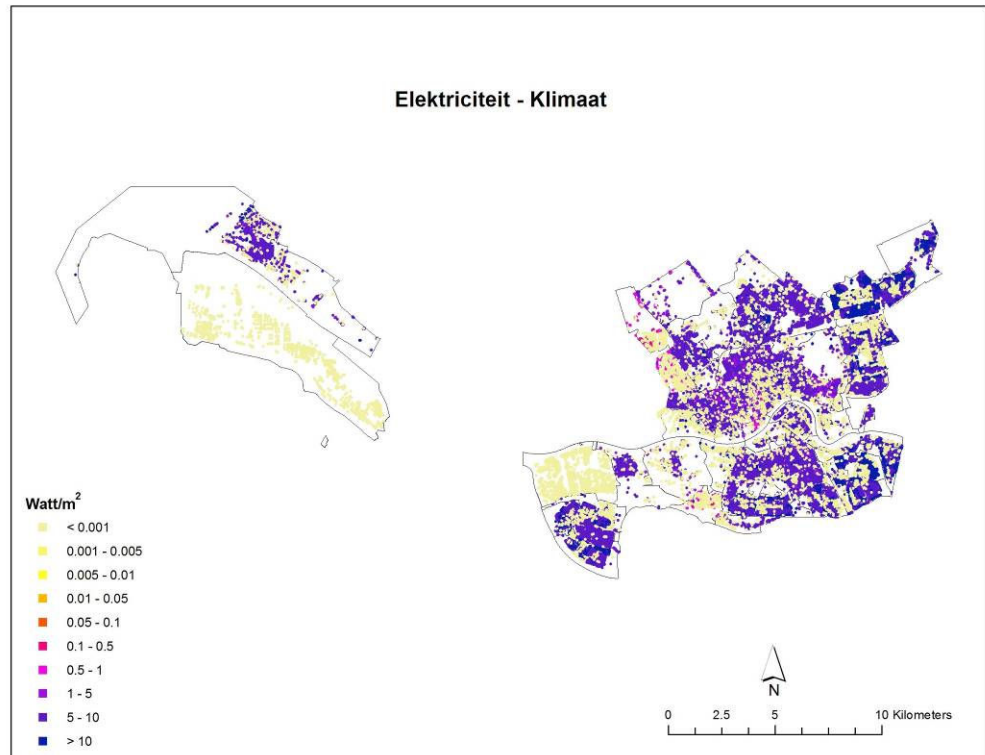 Elektriciteit - Klimaat
Watt/m²
< 0.001
0.001 - 0.005
0.005 - 0.01
0.01 - 0.05
0.05 - 0.1
0.1 - 0.5
0.5 - 1
1 - 5
5 - 10
> 10
N
0 2.5 5 10 Kilometers